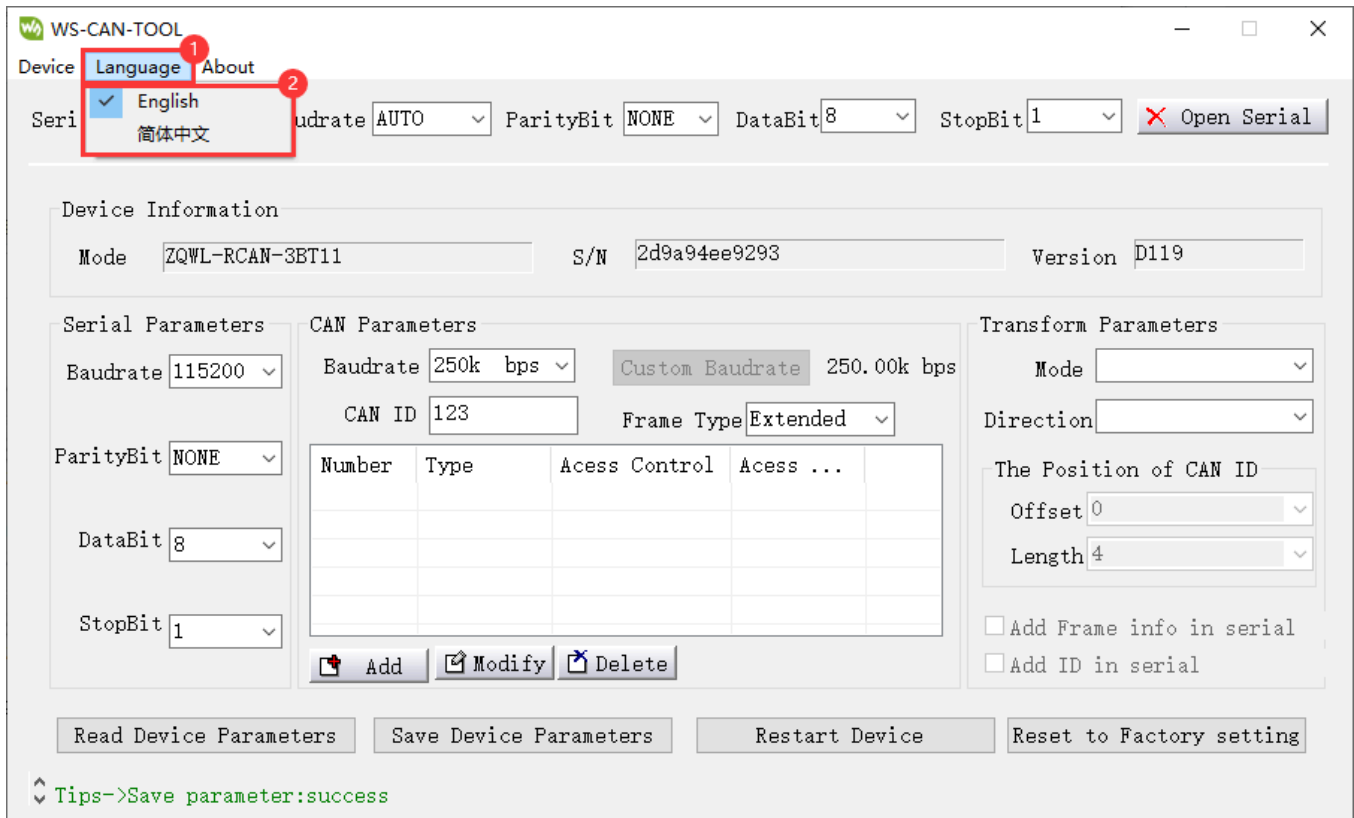 WS-CAN-TOOL
1
Device Language About
2
English
简体中文
Seri udrate AUTO ParityBit NONE DataBit 8 StopBit 1 Open Serial
Device Information
Mode ZQWL-RCAN-3BT11 S/N 2d9a94ee9293 Version D119
Serial Parameters
Baudrate 115200
ParityBit NONE
DataBit 8
StopBit 1
CAN Parameters
Baudrate 250k bps Custom Baudrate 250.00k bps
CAN ID 123 Frame Type Extended
Number Type Acess Control Acess ...
Add Modify Delete
Transform Parameters
Mode
Direction
The Position of CAN ID
Offset 0
Length 4
Add Frame info in serial
Add ID in serial
Read Device Parameters Save Device Parameters Restart Device Reset to Factory setting
Tips->Save parameter:success